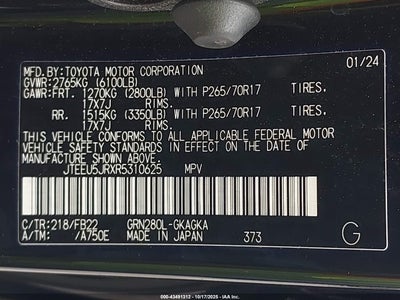 MFD. BY: TOYOTA MOTOR CORPORATION 01/24
GVWR: 2765KG (6100LB)
GAWR: FRT. 1270KG (2800LB) WITH P265/70R17 TIRES,
17X7J RIMS,
RR. 1515KG (3350LB) WITH P265/70R17 TIRES,
17X7J RIMS,
THIS VEHICLE CONFORMS TO ALL APPLICABLE FEDERAL MOTOR
VEHICLE SAFETY STANDARDS IN EFFECT ON THE DATE OF
MANUFACTURE SHOWN ABOVE.
JTEEU5JRXR5310625 MPV
C/TR: 218/FB22 GRN280L-GKAGKA
A/TM: /A750E MADE IN JAPAN 373 G
000-43491313 - 10/17/2025 - IAA Inc.